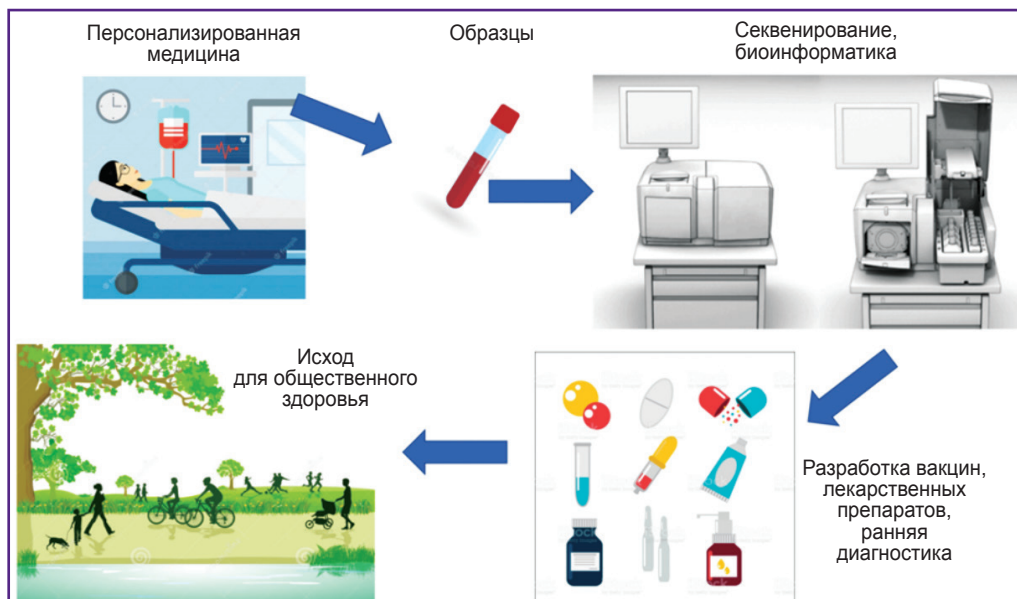 Персонализированная
медицина
Образцы
Секвенирование,
биоинформатика
Исход
для общественного
здоровья
Разработка вакцин,
лекарственных
препаратов,
ранняя
диагностика